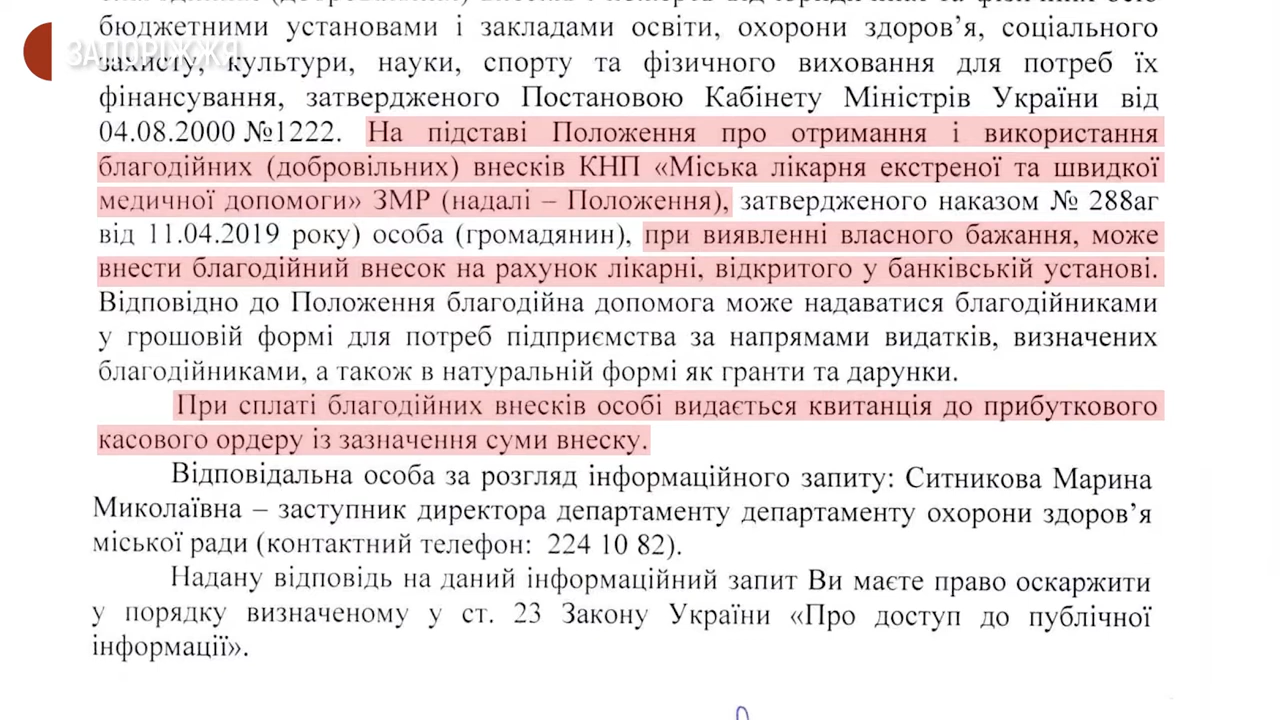 ЗАПОРІЖЖЯ
бюджетними установами і закладами освіти, охорони здоров’я, соціального
захисту, культури, науки, спорту та фізичного виховання для потреб їх
фінансування, затвердженого Постановою Кабінету Міністрів України від
04.08.2000 №1222. На підставі Положення про отримання і використання
благодійних (добровільних) внесків КНП «Міська лікарня екстреної та швидкої
медичної допомоги» ЗМР (надалі – Положення), затвердженого наказом № 288аг
від 11.04.2019 року) особа (громадянин), при виявленні власного бажання, може
внести благодійний внесок на рахунок лікарні, відкритого у банківській установі.
Відповідно до Положення благодійна допомога може надаватися благодійниками
у грошовій формі для потреб підприємства за напрямами видатків, визначених
благодійниками, а також в натуральній формі як гранти та дарунки.
При сплаті благодійних внесків особі видається квитанція до прибуткового
касового ордеру із зазначення суми внеску.
Відповідальна особа за розгляд інформаційного запиту: Ситникова Марина
Миколаївна – заступник директора департаменту департаменту охорони здоров’я
міської ради (контактний телефон: 224 10 82).
Надану відповідь на даний інформаційний запит Ви маєте право оскаржити
у порядку визначеному у ст. 23 Закону України «Про доступ до публічної
інформації».